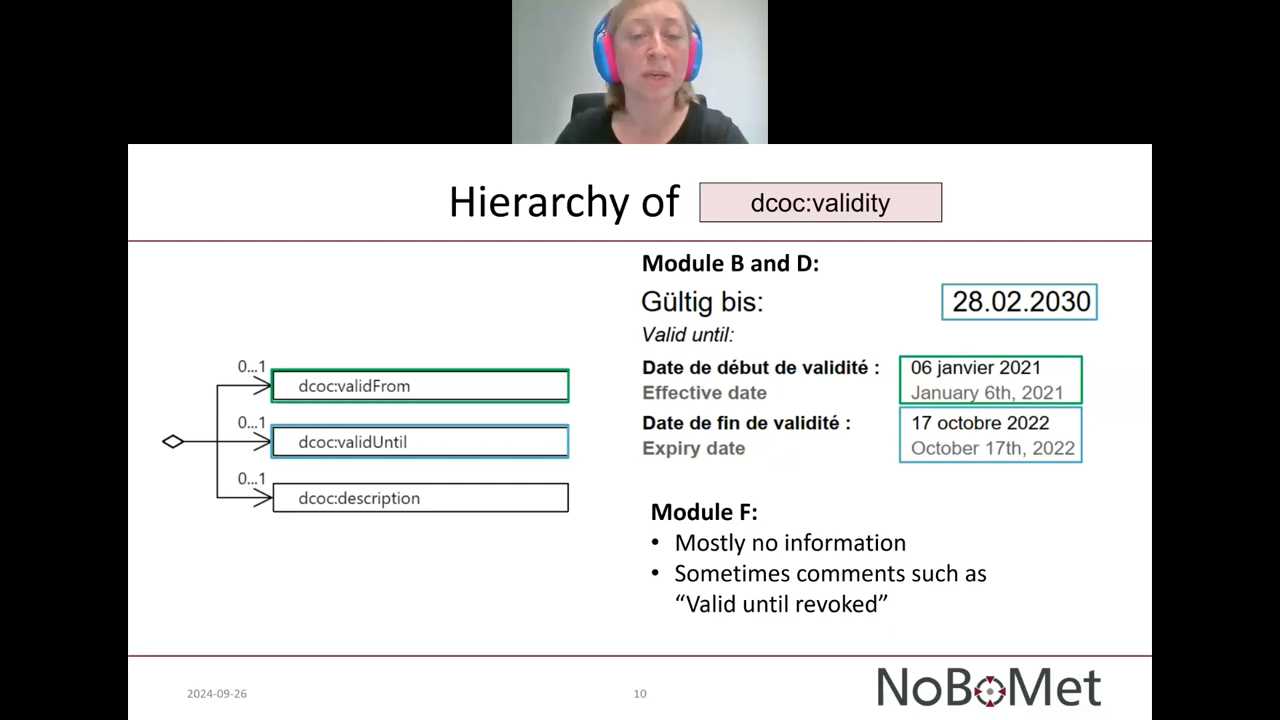 Hierarchy of dcoc:validity
0...1
dcoc:validFrom
0...1
dcoc:validUntil
0...1
dcoc:description
Module B and D:
Gültig bis: 28.02.2030
Valid until:
Date de début de validité : 06 janvier 2021
Effective date January 6th, 2021
Date de fin de validité : 17 octobre 2022
Expiry date October 17th, 2022
Module F:
• Mostly no information
• Sometimes comments such as
“Valid until revoked”
2024-09-26 10 NoBoMet